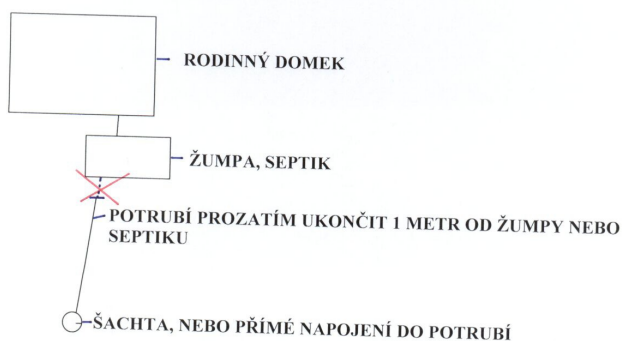 RODINNÝ DOMEK
ŽUMPA, SEPTIK
POTRUBÍ PROZATÍM UKONČIT 1 METR OD ŽUMPY NEBO
SEPTIKU
ŠACHTA, NEBO PŘÍMÉ NAPOJENÍ DO POTRUBÍ